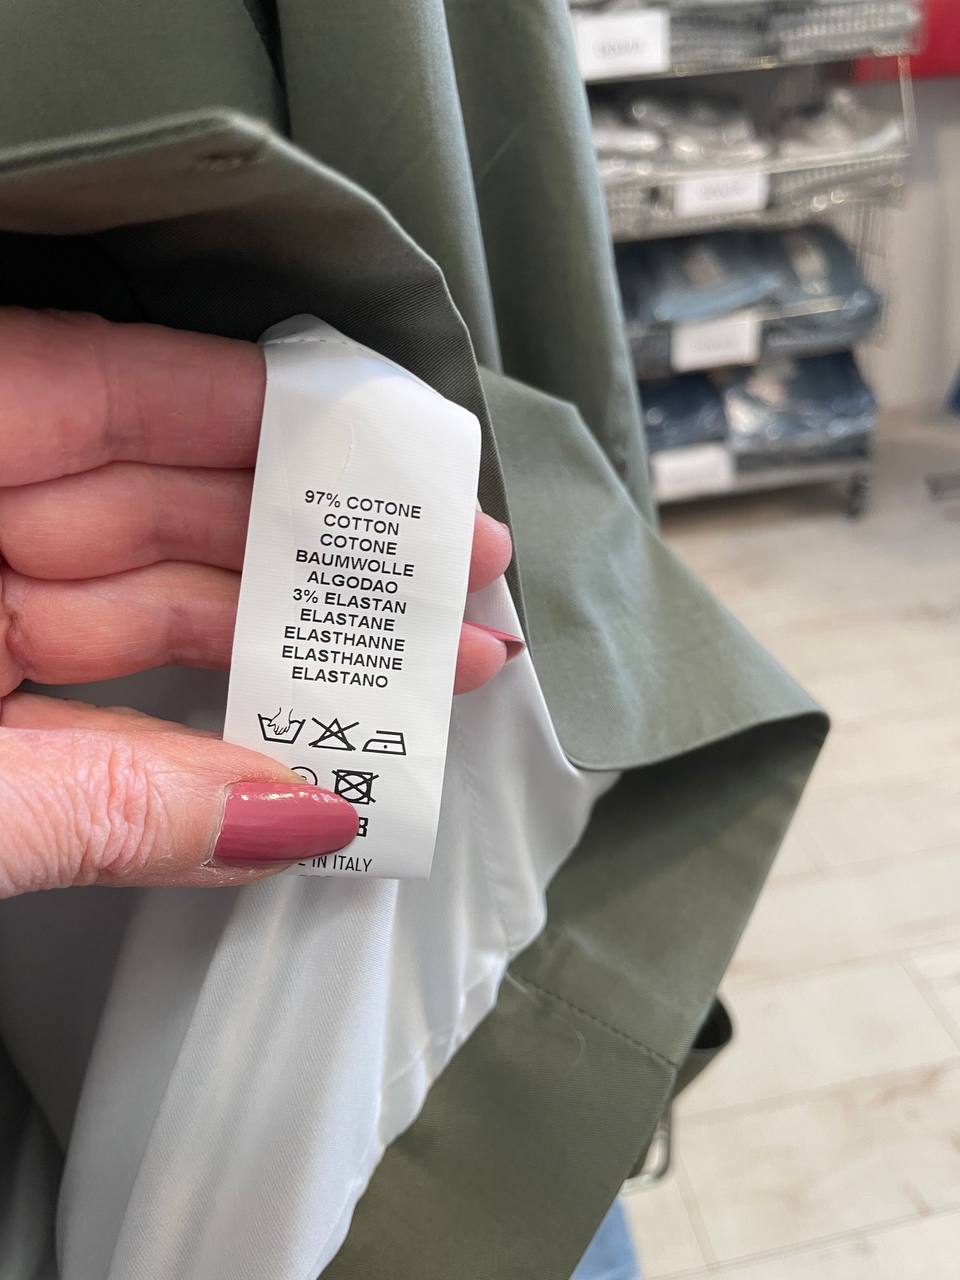 97% COTONE
COTTON
COTONE
BAUMWOLLE
ALGODAO
3% ELASTAN
ELASTANE
ELASTHANNE
ELASTHANNE
ELASTANO
IN ITALY